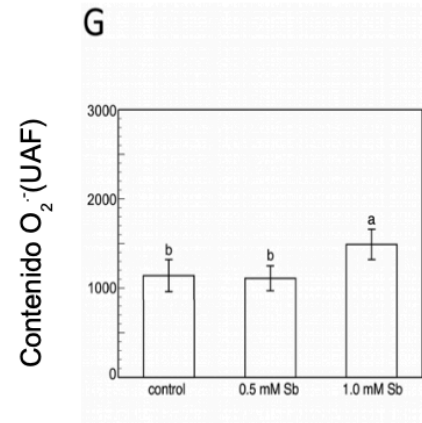 G
Contenido O2·-(UAF)
3000
2000
1000
0
b
b
a
control
0.5 mM Sb
1.0 mM Sb